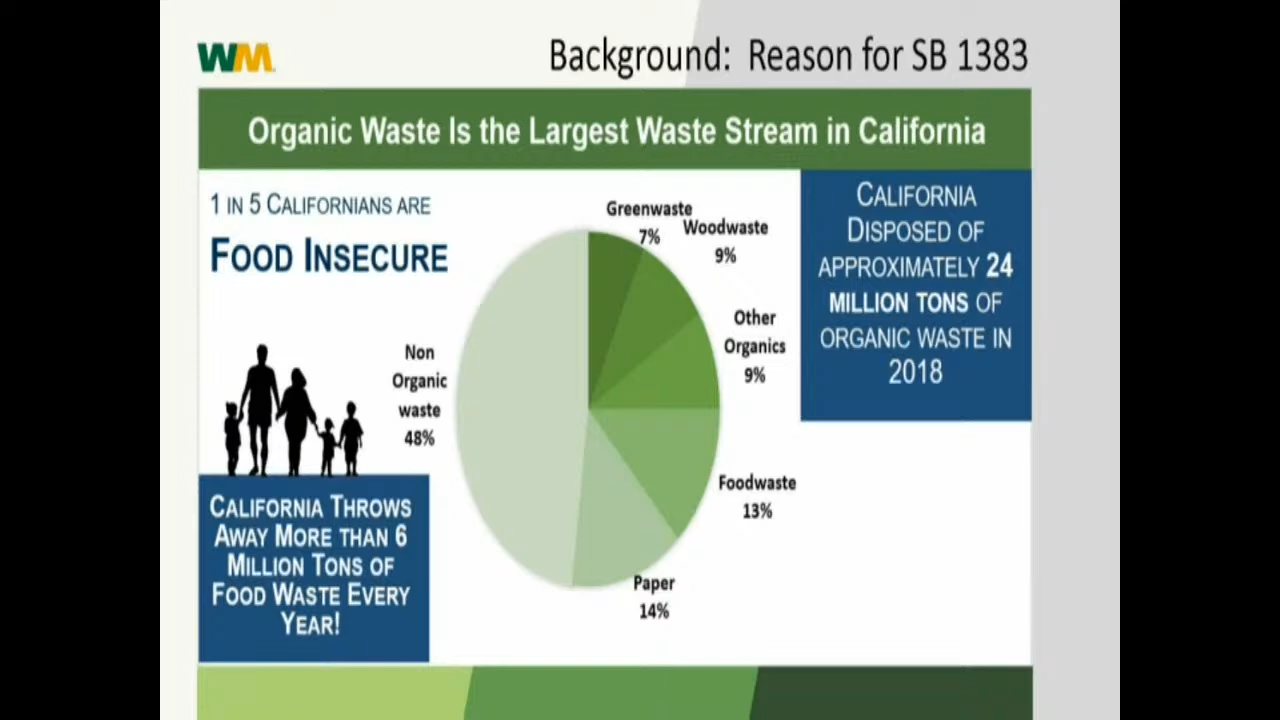 WM
Background: Reason for SB 1383
Organic Waste Is the Largest Waste Stream in California
1 IN 5 CALIFORNIANS ARE
FOOD INSECURE
CALIFORNIA THROWS
AWAY MORE THAN 6
MILLION TONS OF
FOOD WASTE EVERY
YEAR!
Greenwaste
7%
Woodwaste
9%
Other
Organics
9%
Foodwaste
13%
Paper
14%
Non
Organic
waste
48%
CALIFORNIA
DISPOSED OF
APPROXIMATELY 24
MILLION TONS OF
ORGANIC WASTE IN
2018